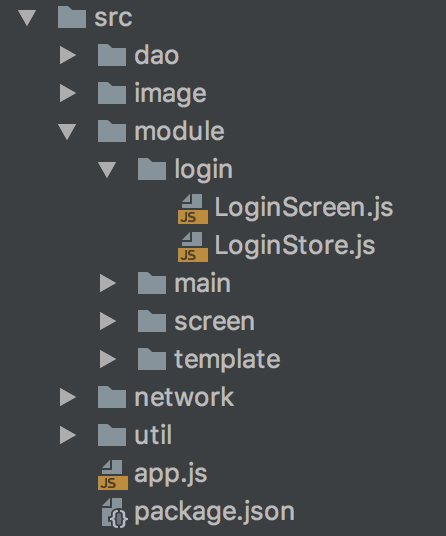 src
dao
image
module
login
JS LoginScreen.js
JS LoginStore.js
main
screen
template
network
util
JS app.js
{} package.json